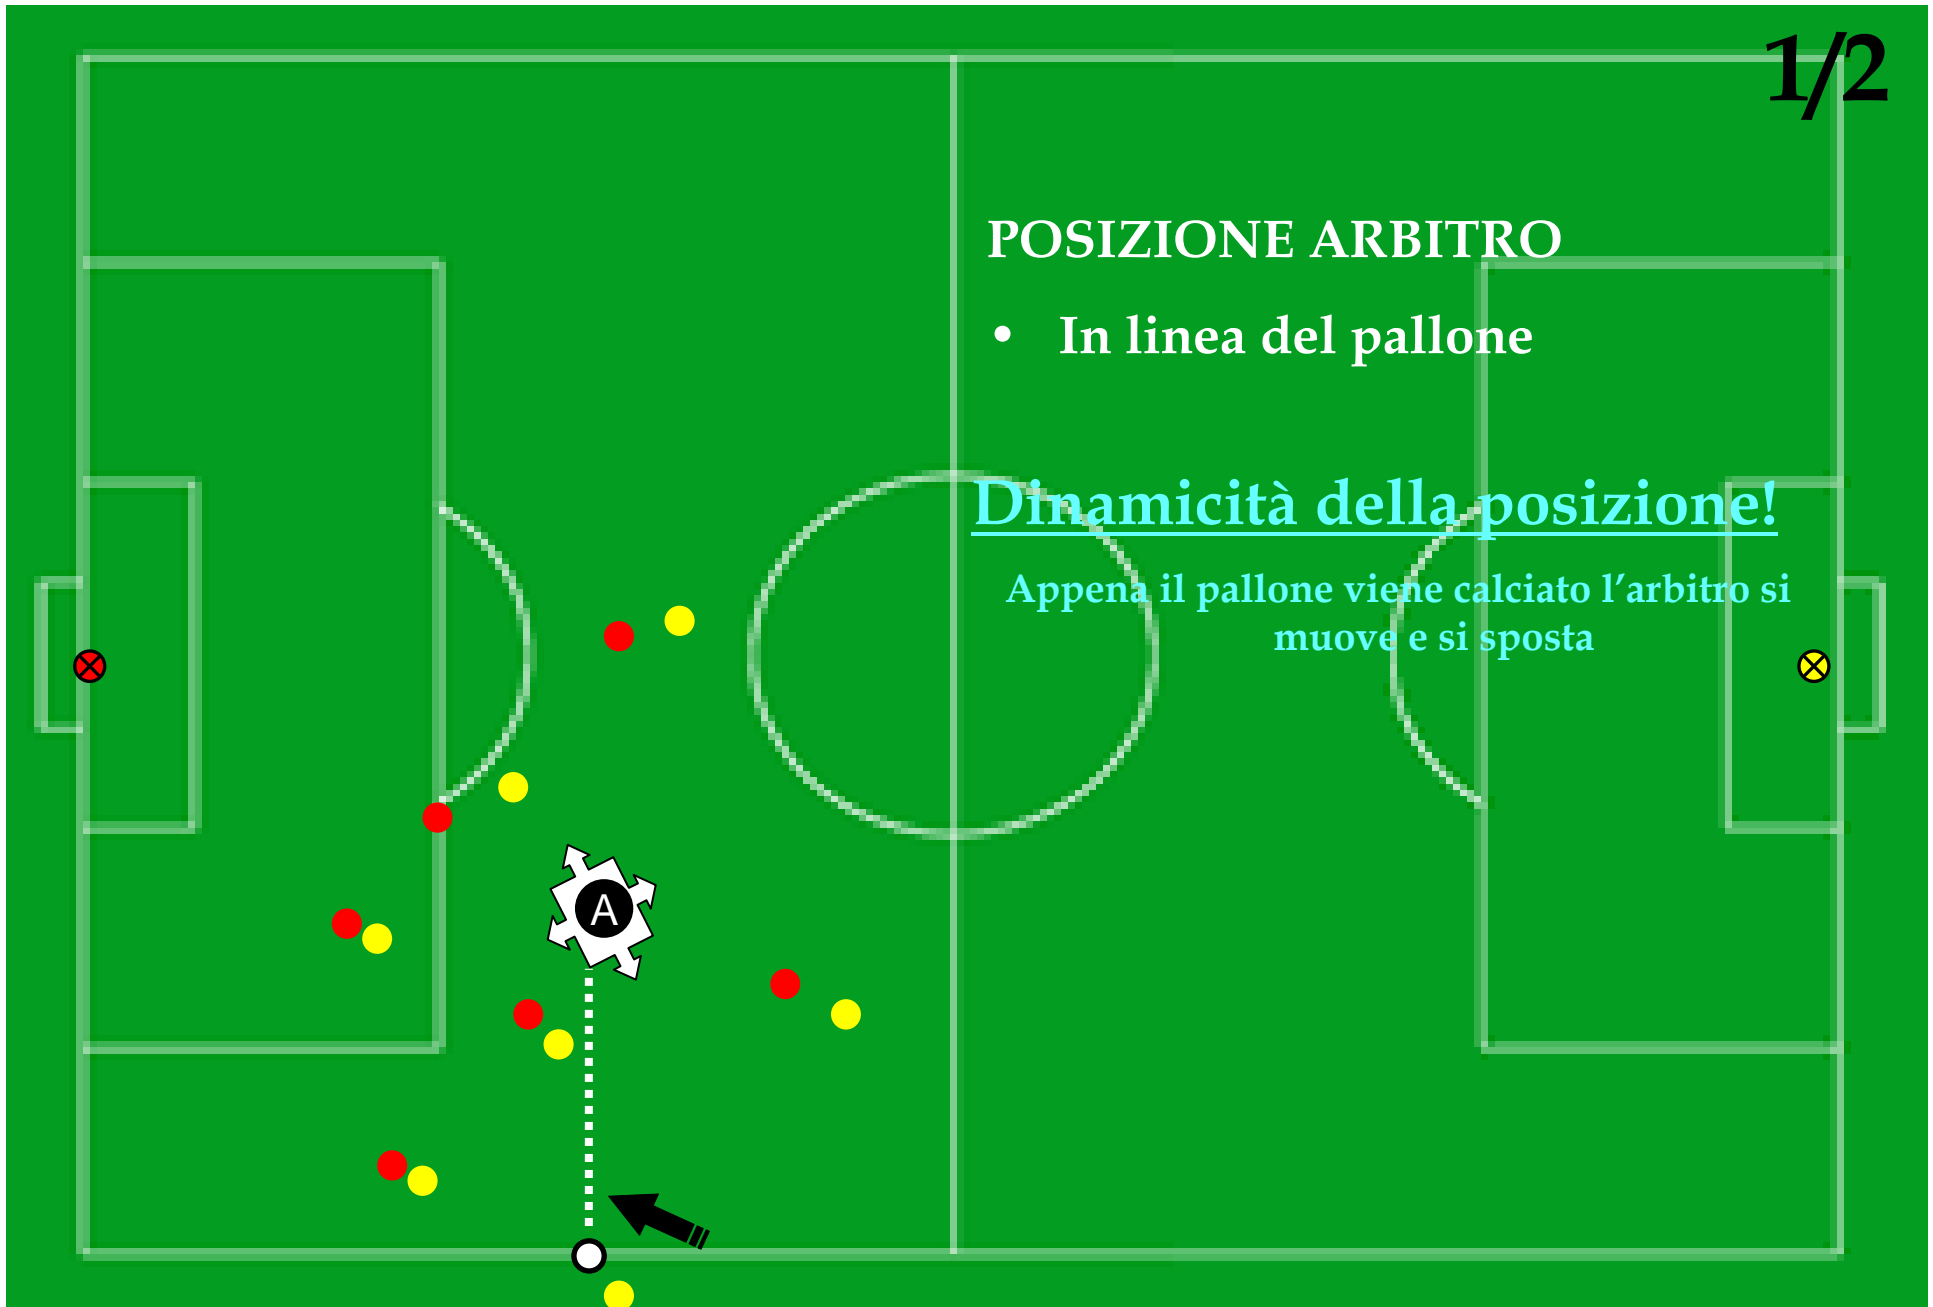 1/2
POSIZIONE ARBITRO
• In linea del pallone
Dinamicità della posizione!
Appena il pallone viene calciato l’arbitro si
muove e si sposta
A